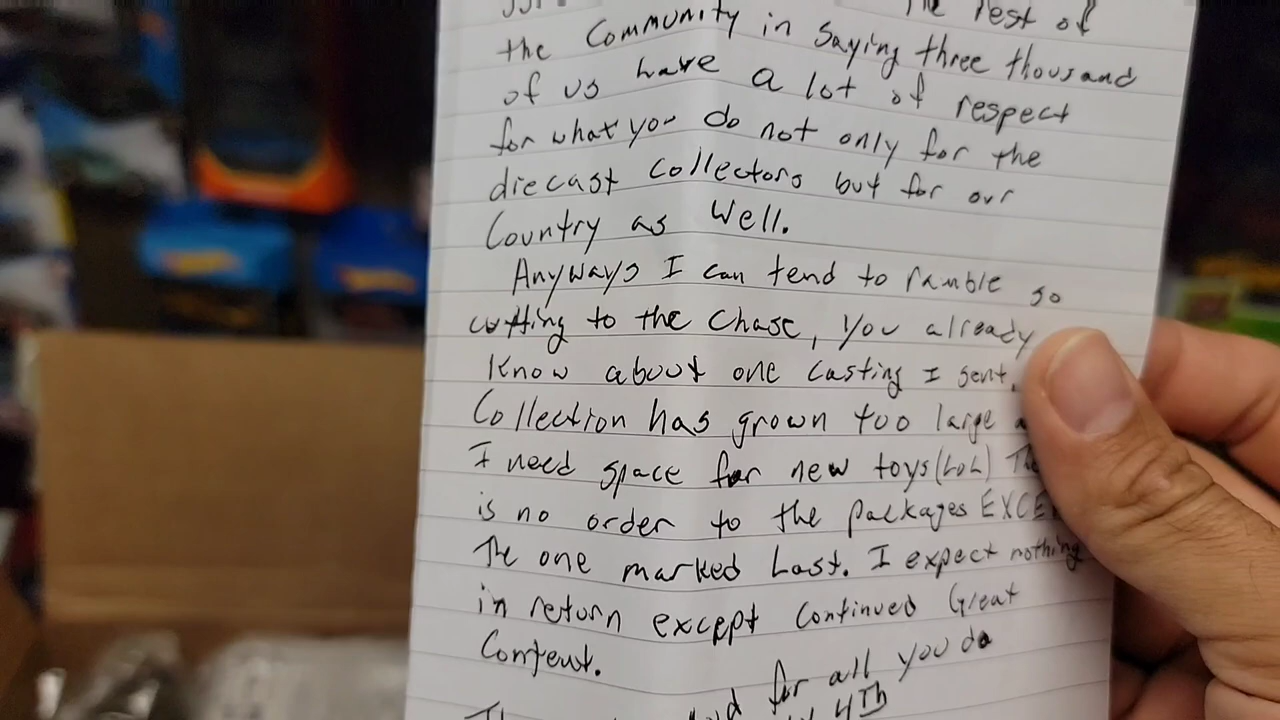 The rest of
the Community in saying three thousand
of us have a lot of respect
for what you do not only for the
diecast collectors but for our
Country as Well.
Anyways I can tend to ramble so
cutting to the chase, you already
know about one casting I sent.
Collection has grown too large
I need space for new toys (LoL)
is no order to the packages
The one marked Last. I expect nothing
in return except continued Great
Content.
for all you do
4Th